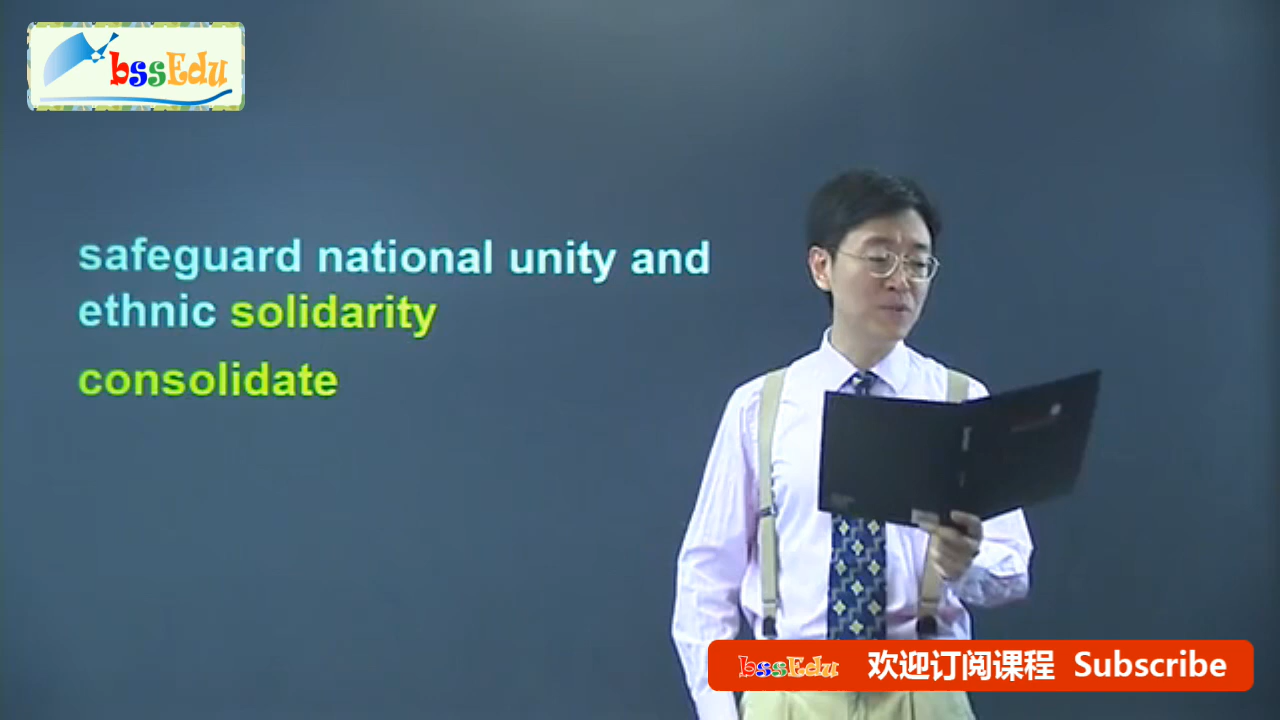 bssEdu
safeguard national unity and
ethnic solidarity
consolidate
bssEdu 欢迎订阅课程 Subscribe